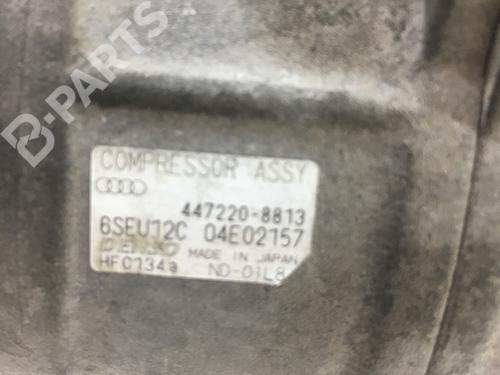 B-PARTS
COMPRESSOR ASSY
447220-8813
6SEU12C 04E02157
DENSO MADE IN JAPAN
HFC134a ND-OIL8